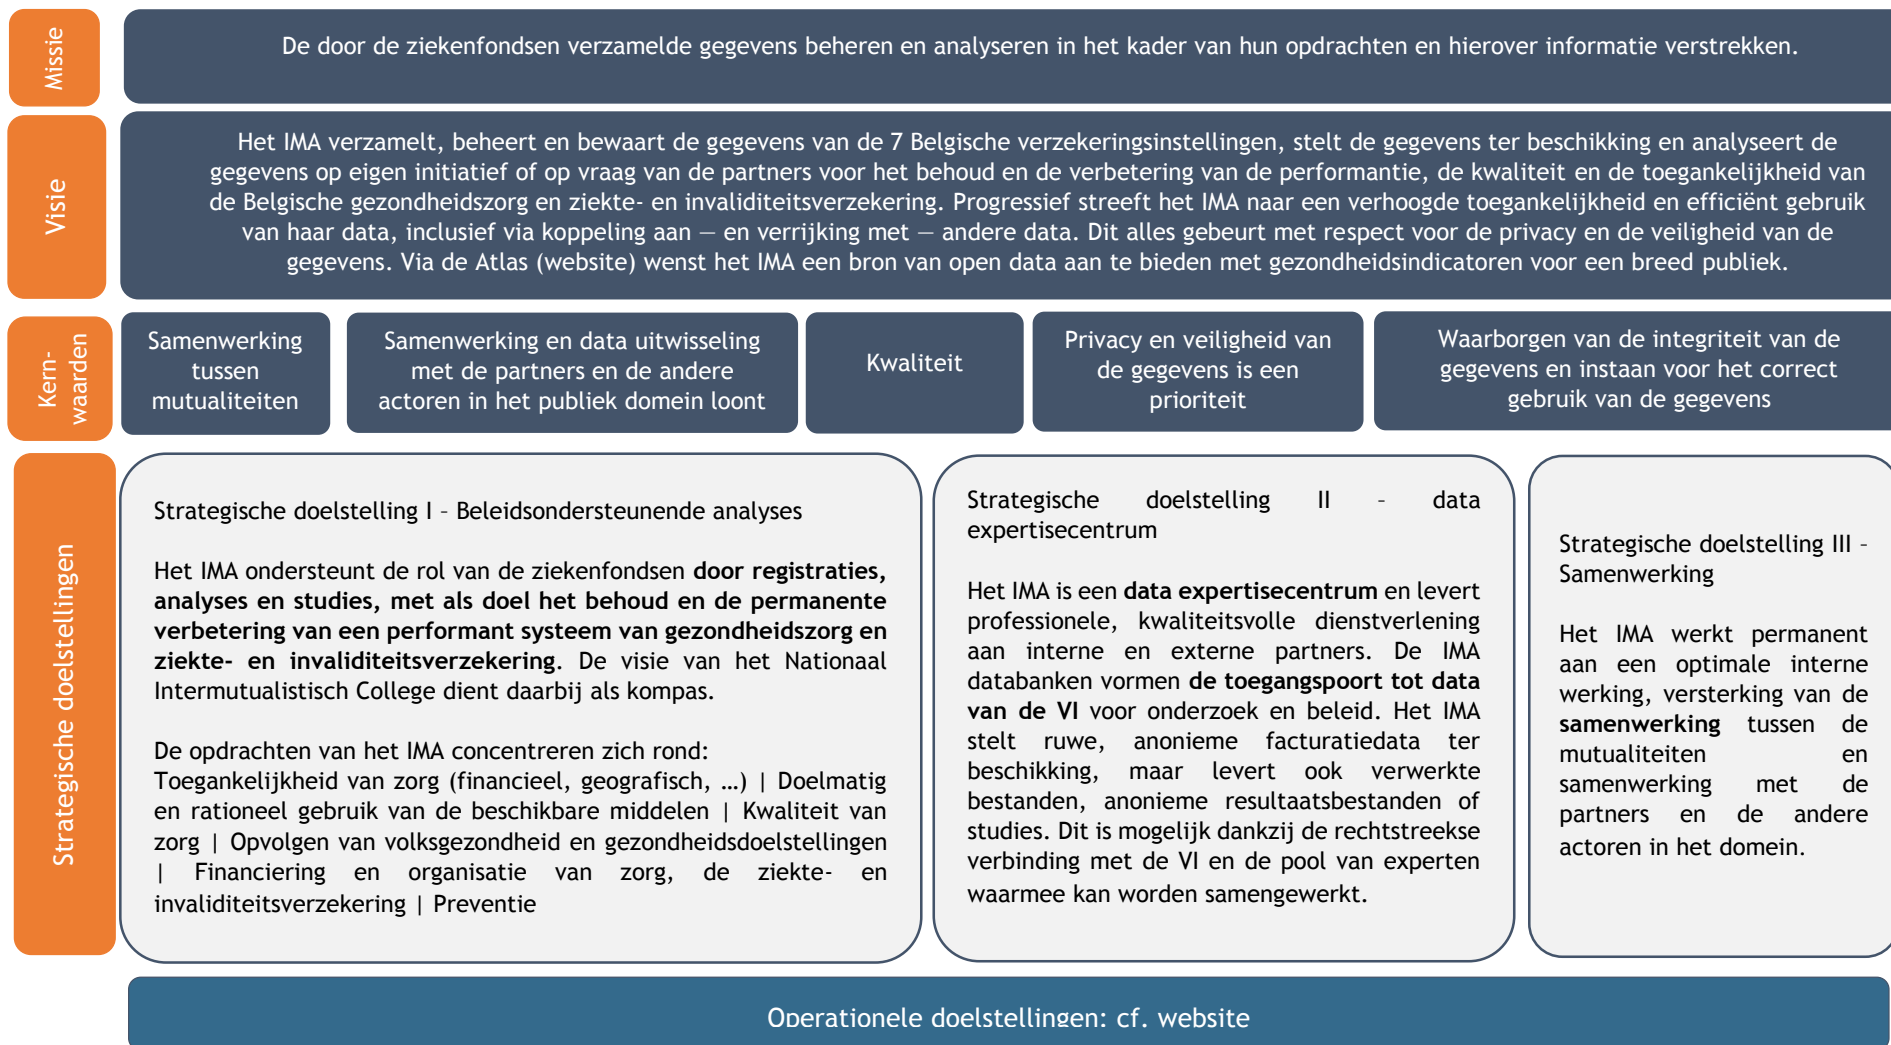 Missie
De door de ziekenfondsen verzamelde gegevens beheren en analyseren in het kader van hun opdrachten en hierover informatie verstrekken.
Visie
Het IMA verzamelt, beheert en bewaart de gegevens van de 7 Belgische verzekeringsinstellingen, stelt de gegevens ter beschikking en analyseert de
gegevens op eigen initiatief of op vraag van de partners voor het behoud en de verbetering van de performantie, de kwaliteit en de toegankelijkheid van
de Belgische gezondheidszorg en ziekte- en invaliditeitsverzekering. Progressief streeft het IMA naar een verhoogde toegankelijkheid en efficiënt gebruik
van haar data, inclusief via koppeling aan — en verrijking met — andere data. Dit alles gebeurt met respect voor de privacy en de veiligheid van de
gegevens. Via de Atlas (website) wenst het IMA een bron van open data aan te bieden met gezondheidsindicatoren voor een breed publiek.
Kern-
waarden
Samenwerking
tussen
mutualiteiten
Samenwerking en data uitwisseling
met de partners en de andere
actoren in het publiek domein loont
Kwaliteit
Privacy en veiligheid van
de gegevens is een
prioriteit
Waarborgen van de integriteit van de
gegevens en instaan voor het correct
gebruik van de gegevens
Strategische doelstellingen
Strategische doelstelling I – Beleidsondersteunende analyses
Het IMA ondersteunt de rol van de ziekenfondsen door registraties,
analyses en studies, met als doel het behoud en de permanente
verbetering van een performant systeem van gezondheidszorg en
ziekte- en invaliditeitsverzekering. De visie van het Nationaal
Intermutualistisch College dient daarbij als kompas.
De opdrachten van het IMA concentreren zich rond:
Toegankelijkheid van zorg (financieel, geografisch, …) | Doelmatig
en rationeel gebruik van de beschikbare middelen | Kwaliteit van
zorg | Opvolgen van volksgezondheid en gezondheidsdoelstellingen
| Financiering en organisatie van zorg, de ziekte- en
invaliditeitsverzekering | Preventie
Strategische doelstelling II – data
expertisecentrum
Het IMA is een data expertisecentrum en levert
professionele, kwaliteitsvolle dienstverlening
aan interne en externe partners. De IMA
databanken vormen de toegangspoort tot data
van de VI voor onderzoek en beleid. Het IMA
stelt ruwe, anonieme facturatiedata ter
beschikking, maar levert ook verwerkte
bestanden, anonieme resultaatsbestanden of
studies. Dit is mogelijk dankzij de rechtstreekse
verbinding met de VI en de pool van experten
waarmee kan worden samengewerkt.
Strategische doelstelling III –
Samenwerking
Het IMA werkt permanent
aan een optimale interne
werking, versterking van de
samenwerking tussen de
mutualiteiten en
samenwerking met de
partners en de andere
actoren in het domein.
Operationele doelstellingen: cf. website